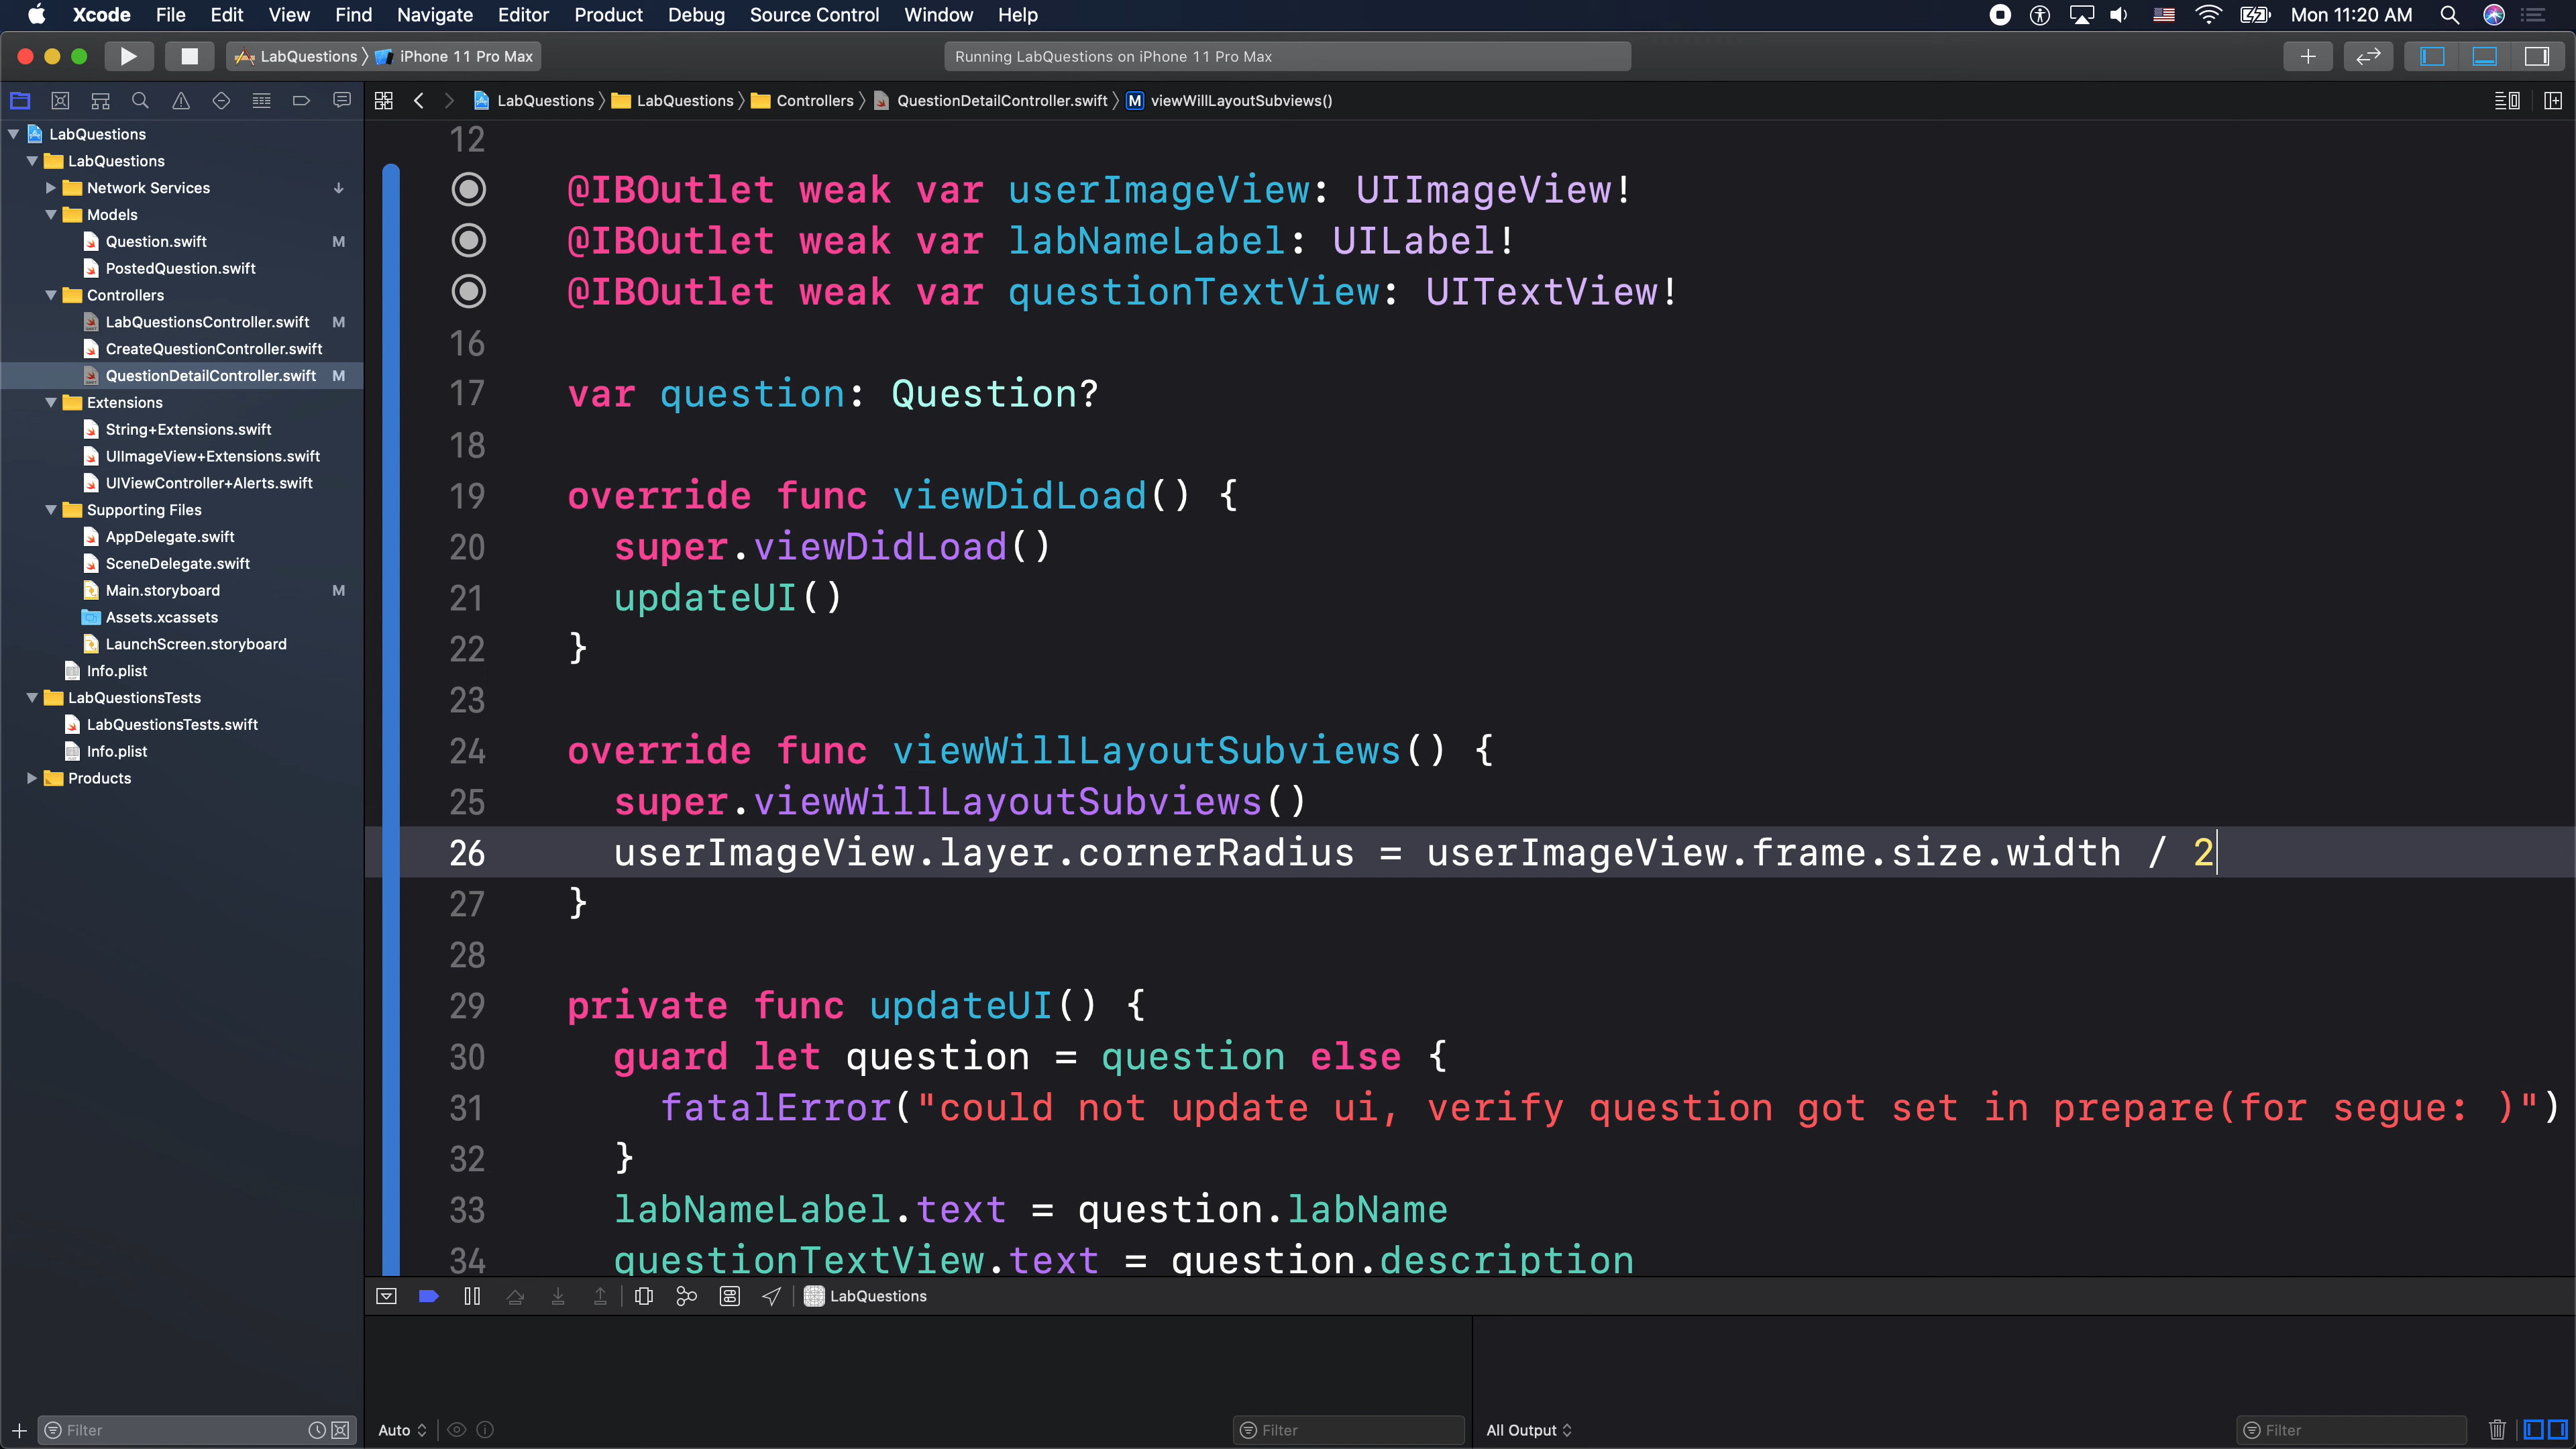 Xcode File Edit View Find Navigate Editor Product Debug Source Control Window Help Mon 11:20 AM
LabQuestions iPhone 11 Pro Max Running LabQuestions on iPhone 11 Pro Max
LabQuestions LabQuestions Controllers QuestionDetailController.swift M viewWillLayoutSubviews()
LabQuestions
LabQuestions
Network Services
Models
Question.swift M
PostedQuestion.swift
Controllers
LabQuestionsController.swift M
CreateQuestionController.swift
QuestionDetailController.swift M
Extensions
String+Extensions.swift
UIImageView+Extensions.swift
UIViewController+Alerts.swift
Supporting Files
AppDelegate.swift
SceneDelegate.swift
Main.storyboard M
Assets.xcassets
LaunchScreen.storyboard
Info.plist
LabQuestionsTests
LabQuestionsTests.swift
Info.plist
Products
12
@IBOutlet weak var userImageView: UIImageView!
@IBOutlet weak var labNameLabel: UILabel!
@IBOutlet weak var questionTextView: UITextView!
16
17 var question: Question?
18
19 override func viewDidLoad() {
20 super.viewDidLoad()
21 updateUI()
22 }
23
24 override func viewWillLayoutSubviews() {
25 super.viewWillLayoutSubviews()
26 userImageView.layer.cornerRadius = userImageView.frame.size.width / 2
27 }
28
29 private func updateUI() {
30 guard let question = question else {
31 fatalError("could not update ui, verify question got set in prepare(for segue: )")
32 }
33 labNameLabel.text = question.labName
34 questionTextView.text = question.description
LabQuestions
Filter Auto Filter All Output Filter